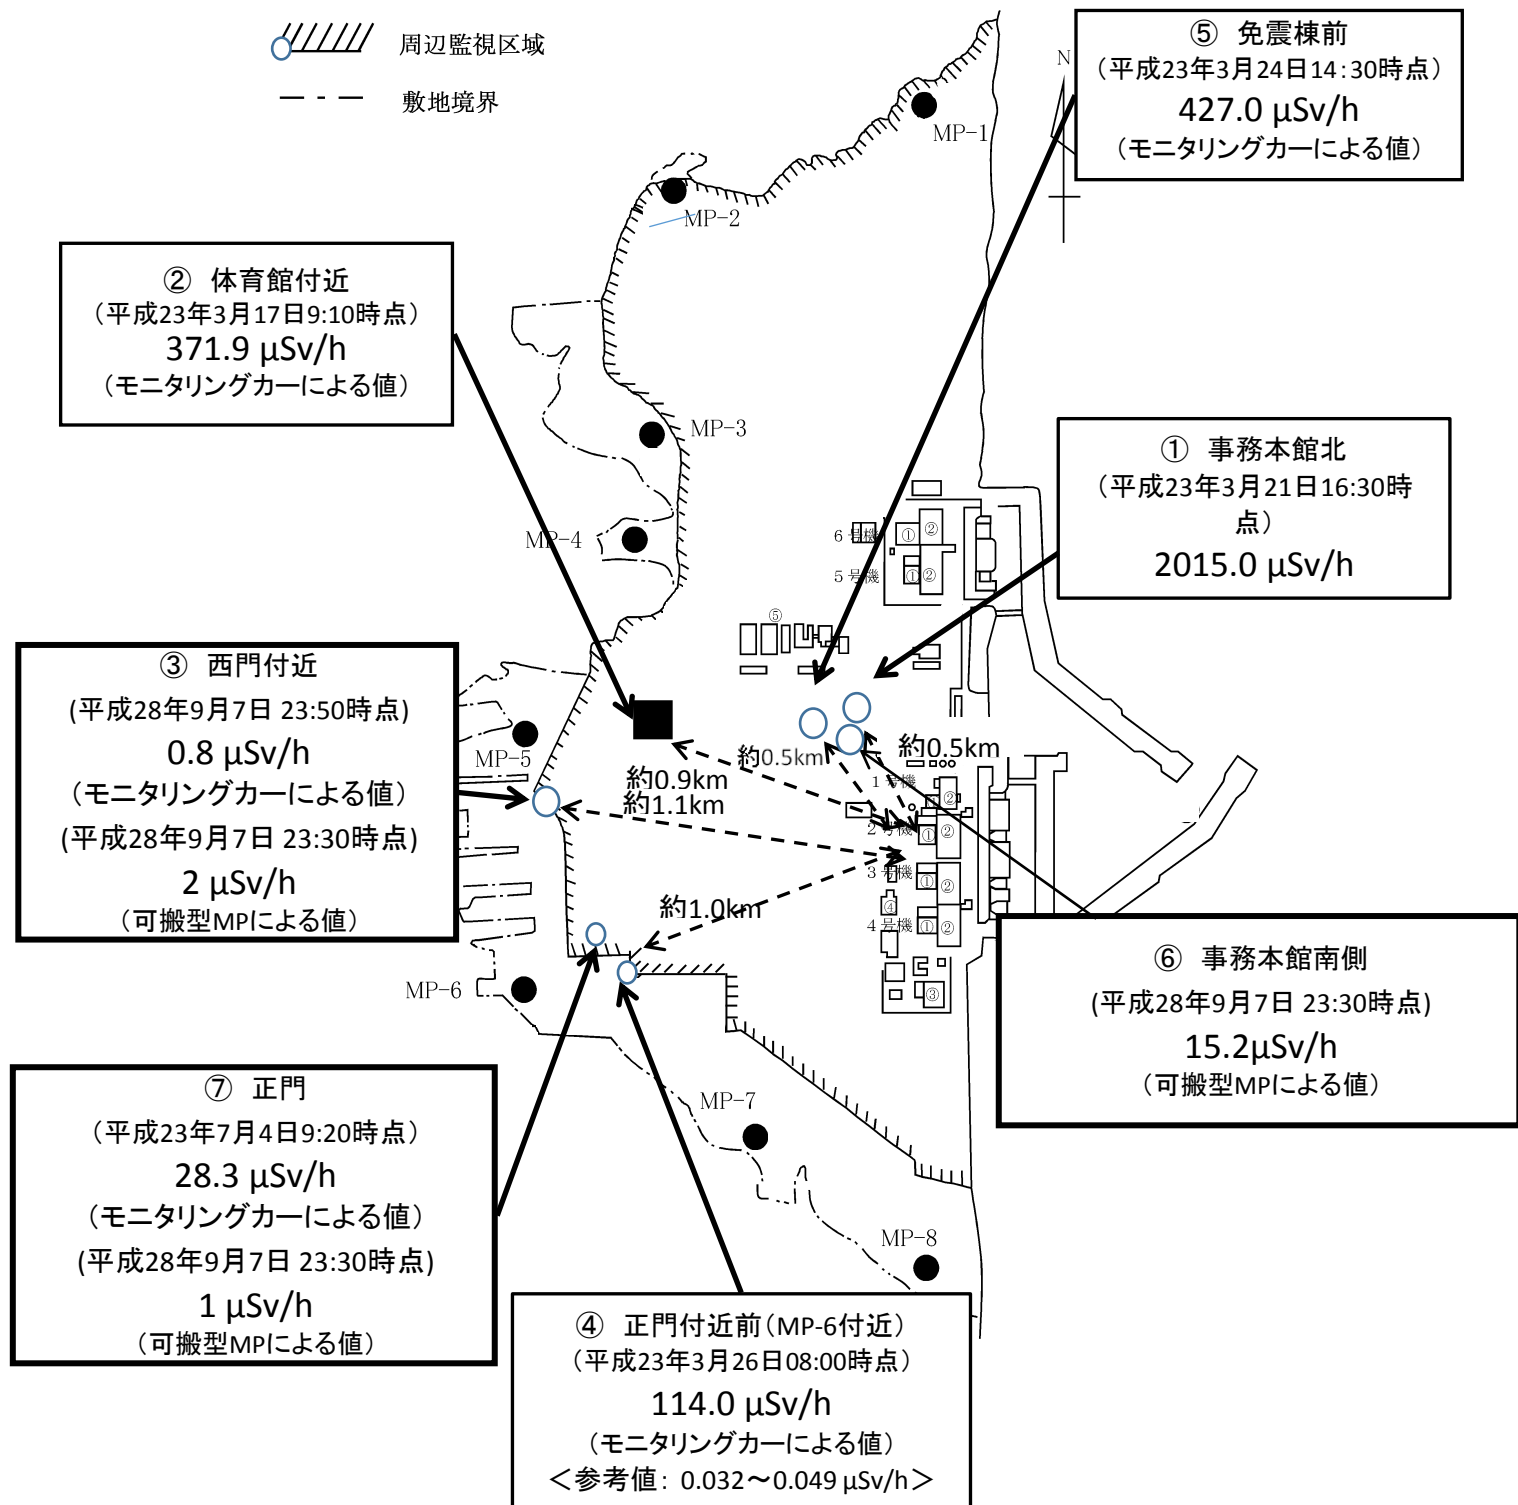 周辺監視区域
敷地境界
⑤ 免震棟前
（平成23年3月24日14：30時点）
427.0 μSv/h
（モニタリングカーによる値）
N
MP-1
MP-2
② 体育館付近
（平成23年3月17日9:10時点）
371.9 μSv/h
（モニタリングカーによる値）
MP-3
① 事務本館北
（平成23年3月21日16:30時
点）
2015.0 μSv/h
MP-4
６号機
① ②
５号機
① ②
⑤
③ 西門付近
(平成28年9月7日 23:50時点)
0.8 μSv/h
（モニタリングカーによる値）
(平成28年9月7日 23:30時点)
2 μSv/h
（可搬型MPによる値）
MP-5
約0.5km
約0.5km
約0.9km
約1.1km
１号機
① ②
２号機
① ②
３号機
① ②
④
４号機
① ②
③
約1.0km
MP-6
⑥ 事務本館南側
(平成28年9月7日 23:30時点)
15.2μSv/h
（可搬型MPによる値）
⑦ 正門
（平成23年7月4日9:20時点）
28.3 μSv/h
（モニタリングカーによる値）
(平成28年9月7日 23:30時点)
1 μSv/h
（可搬型MPによる値）
MP-7
MP-8
④ 正門付近前（MP-6付近）
（平成23年3月26日08:00時点）
114.0 μSv/h
（モニタリングカーによる値）
＜参考値： 0.032～0.049 μSv/h＞